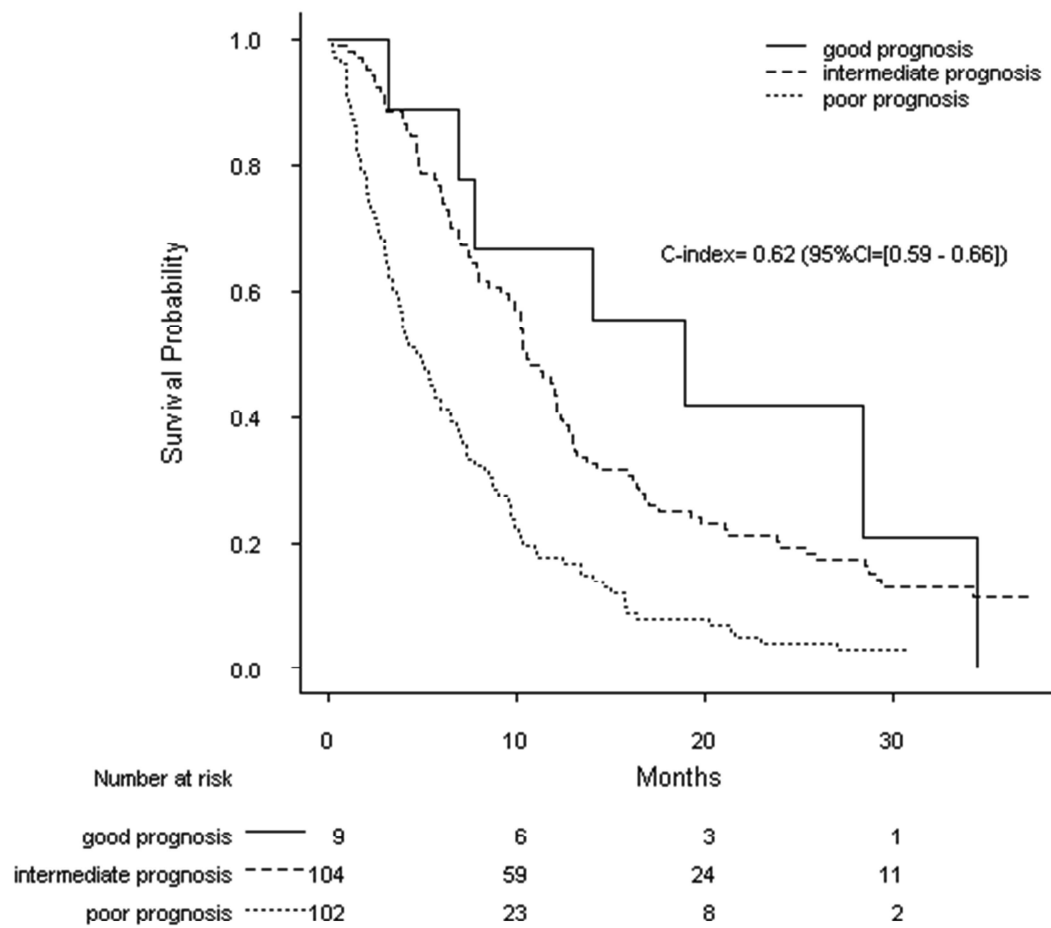 1.0
0.8
0.6
0.4
0.2
0.0
Survival Probability
good prognosis
intermediate prognosis
poor prognosis
C-index= 0.62 (95%CI=[0.59 - 0.66])
0 10 20 30
Months
Number at risk
good prognosis 9 6 3 1
intermediate prognosis 104 59 24 11
poor prognosis 102 23 8 2